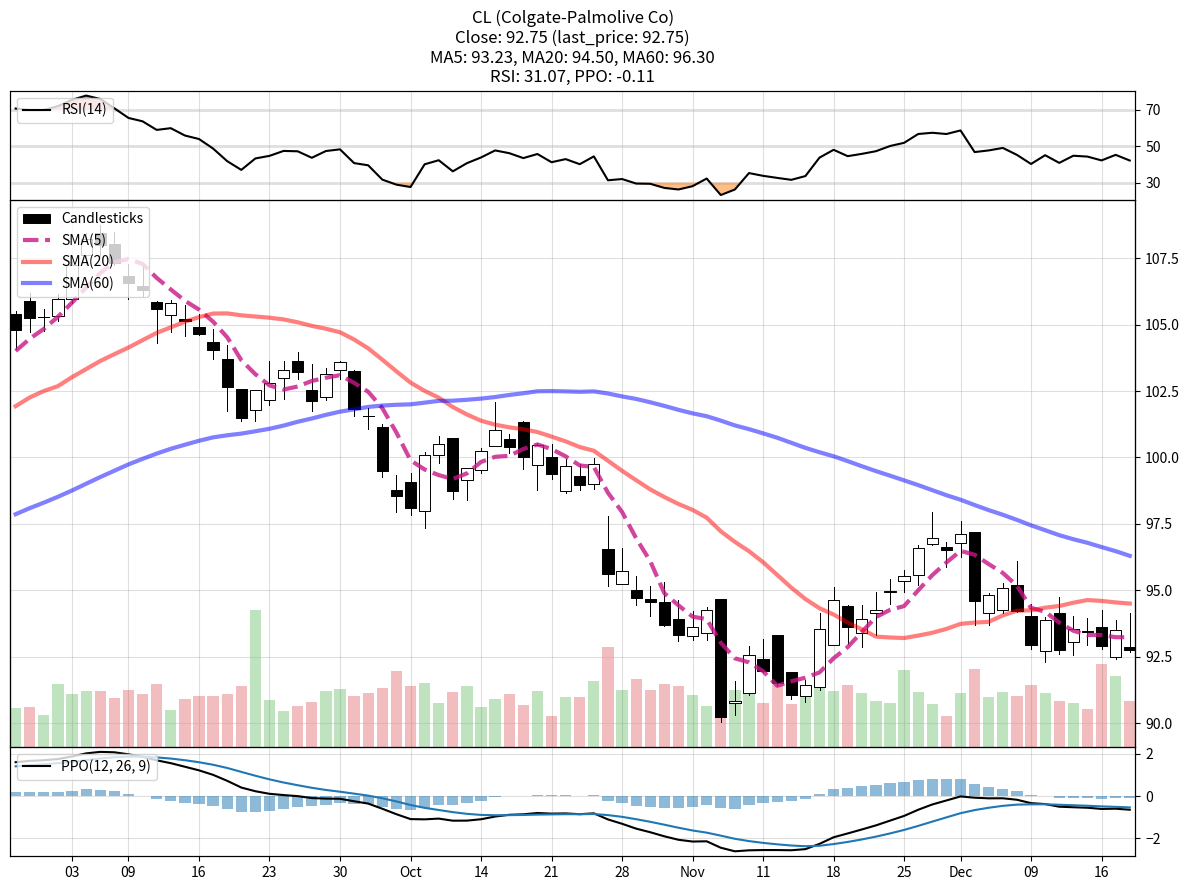 CL (Colgate-Palmolive Co)
Close: 92.75 (last_price: 92.75)
MA5: 93.23, MA20: 94.50, MA60: 96.30
RSI: 31.07, PPO: -0.11
RSI(14)
70
50
30
Candlesticks
SMA(5)
SMA(20)
SMA(60)
107.5
105.0
102.5
100.0
97.5
95.0
92.5
90.0
PPO(12, 26, 9)
2
0
−2
03 09 16 23 30 Oct 14 21 28 Nov 11 18 25 Dec 09 16